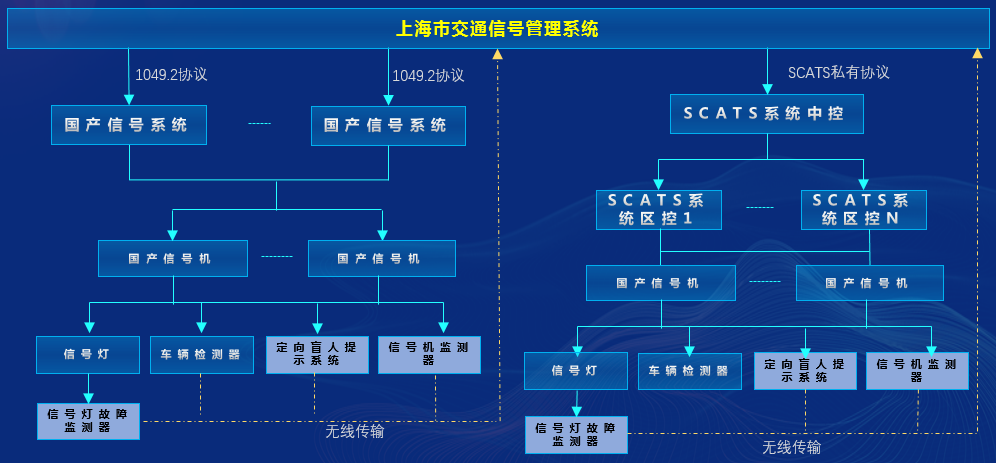 上海市交通信号管理系统
1049.2协议
1049.2协议
SCATS私有协议
国产信号系统
国产信号系统
SCATS系统中控
SCATS系
统区控1
SCATS系
统区控N
国产信号机
国产信号机
国产信号机
国产信号机
信号灯
车辆检测器
定向盲人提
示系统
信号机监测
器
信号灯
车辆检测器
定向盲人提
示系统
信号机监测
器
信号灯故障
监测器
无线传输
信号灯故障
监测器
无线传输